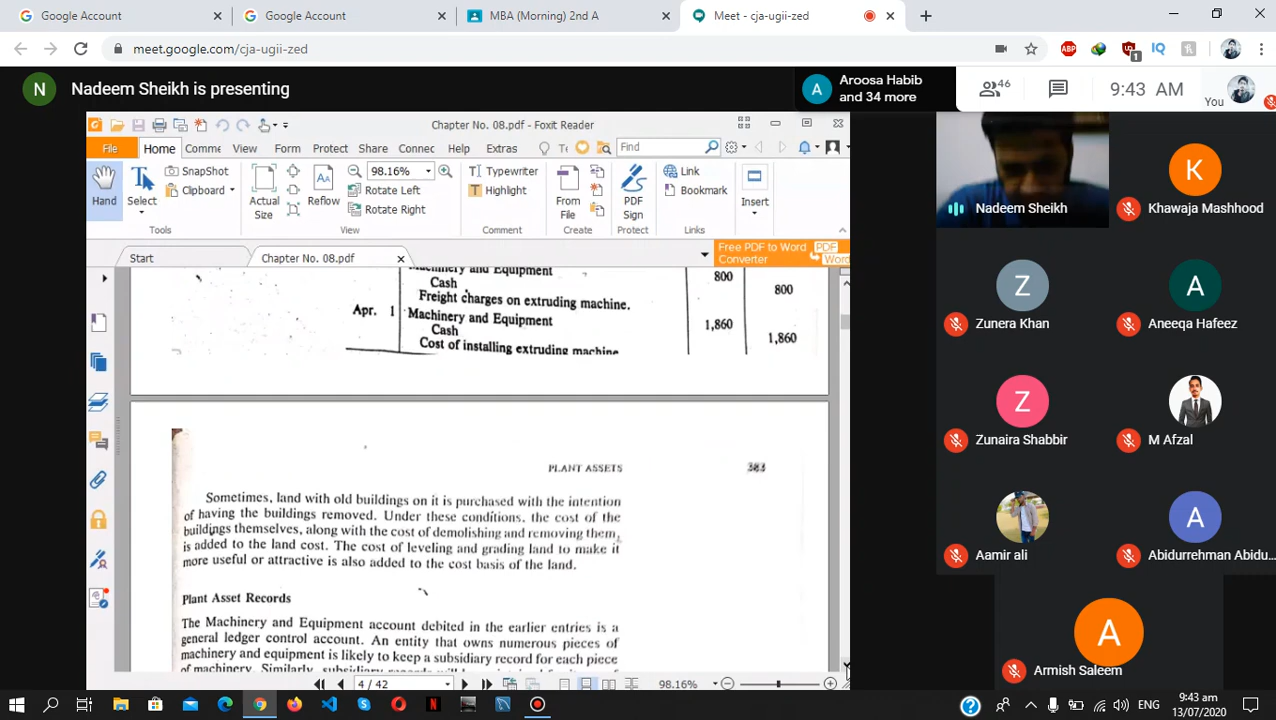 Google Account
Google Account
MBA (Morning) 2nd A
Meet - cja-ugii-zed
meet.google.com/cja-ugii-zed
ABP
1
IQ
N
Nadeem Sheikh is presenting
A
Aroosa Habib
and 34 more
46
9:43 AM
You
Chapter No. 08.pdf - Foxit Reader
File
Home
Comme
View
Form
Protect
Share
Connec
Help
Extras
Find
Hand
Select
SnapShot
Clipboard
Actual
Size
Reflow
98.16%
Rotate Left
Rotate Right
Typewriter
Highlight
From
File
PDF
Sign
Link
Bookmark
Insert
Tools
View
Comment
Create
Protect
Links
Start
Chapter No. 08.pdf
Free PDF to Word
Converter
PDF
Word
Machinery and Equipment 800
Cash 800
Freight charges on extruding machine.
Apr. 1 Machinery and Equipment 1,860
Cash 1,860
Cost of installing extruding machine
PLANT ASSETS 383
Sometimes, land with old buildings on it is purchased with the intention
of having the buildings removed. Under these conditions, the cost of the
buildings themselves, along with the cost of demolishing and removing them,
is added to the land cost. The cost of leveling and grading land to make it
more useful or attractive is also added to the cost basis of the land.
Plant Asset Records
The Machinery and Equipment account debited in the earlier entries is a
general ledger control account. An entity that owns numerous pieces of
machinery and equipment is likely to keep a subsidiary record for each piece
of machinery. Similarly, subsidiary records will
4 / 42
98.16%
Nadeem Sheikh
K
Khawaja Mashhood
Z
Zunera Khan
A
Aneeqa Hafeez
Z
Zunaira Shabbir
M Afzal
Aamir ali
A
Abidurrehman Abidu...
A
Armish Saleem
ENG
9:43 am
13/07/2020